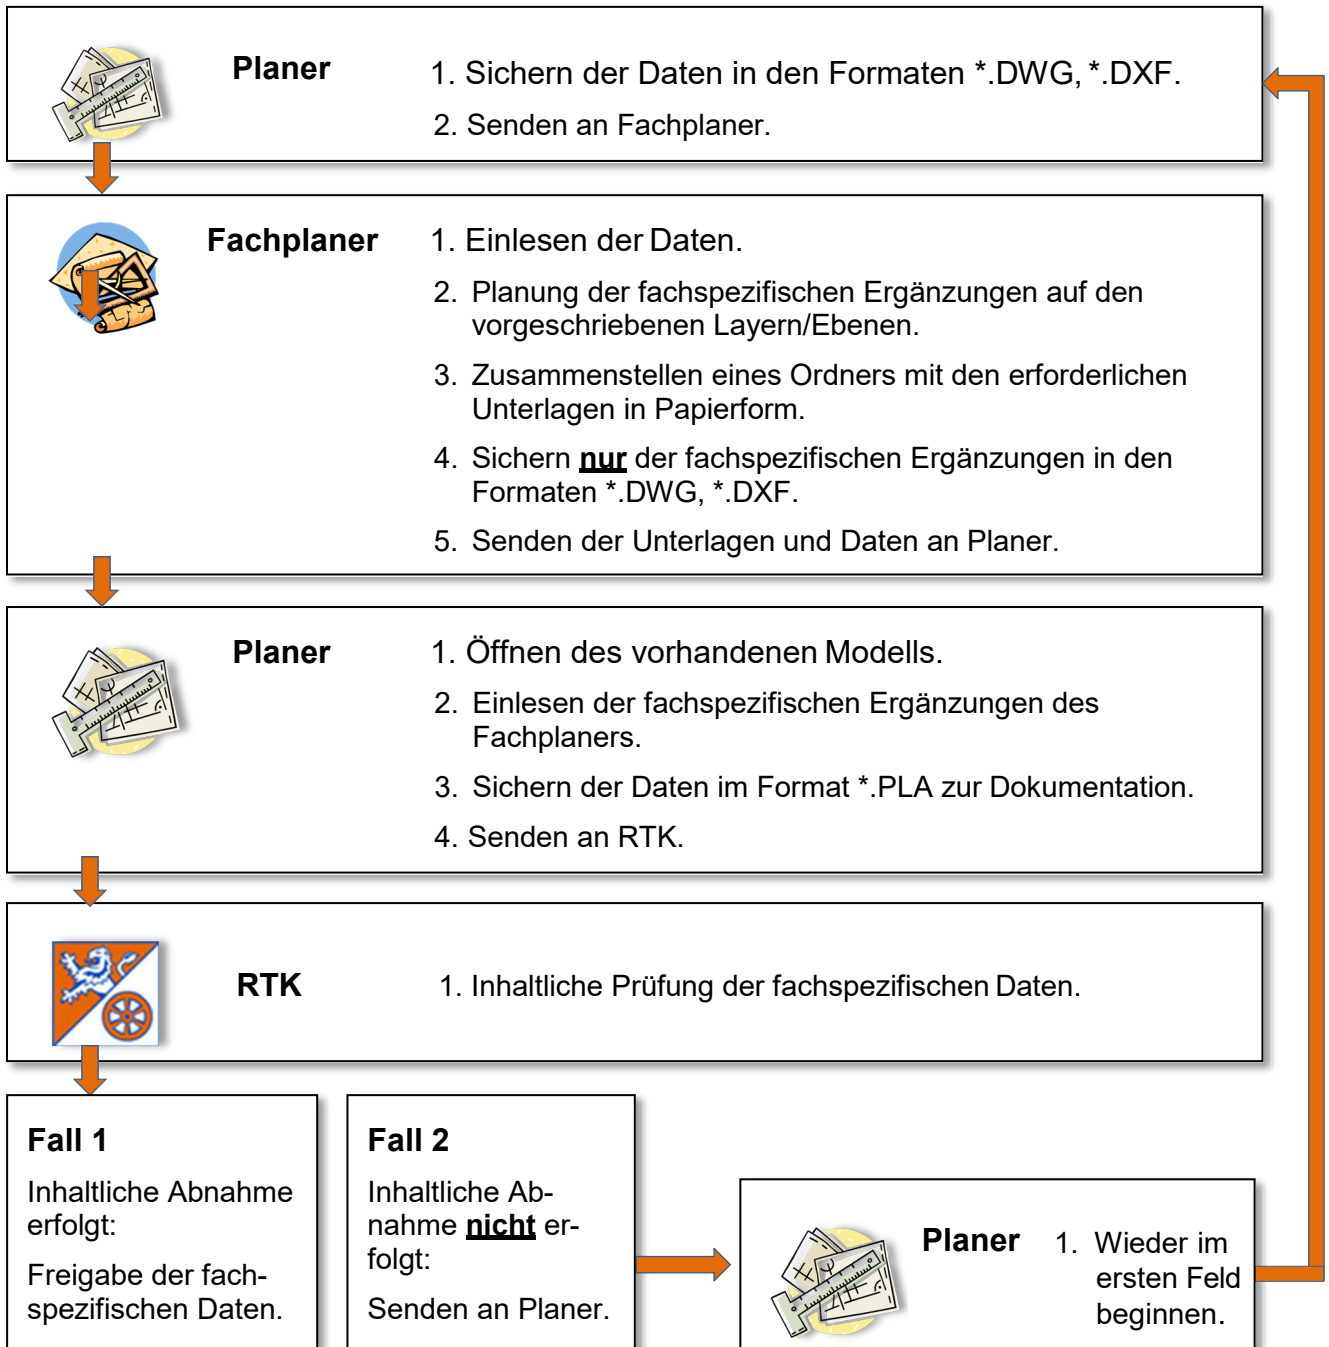 Planer
1. Sichern der Daten in den Formaten *.DWG, *.DXF.
2. Senden an Fachplaner.
Fachplaner
1. Einlesen der Daten.
2. Planung der fachspezifischen Ergänzungen auf den
vorgeschriebenen Layern/Ebenen.
3. Zusammenstellen eines Ordners mit den erforderlichen
Unterlagen in Papierform.
4. Sichern nur der fachspezifischen Ergänzungen in den
Formaten *.DWG, *.DXF.
5. Senden der Unterlagen und Daten an Planer.
Planer
1. Öffnen des vorhandenen Modells.
2. Einlesen der fachspezifischen Ergänzungen des
Fachplaners.
3. Sichern der Daten im Format *.PLA zur Dokumentation.
4. Senden an RTK.
RTK
1. Inhaltliche Prüfung der fachspezifischen Daten.
Fall 1
Inhaltliche Abnahme
erfolgt:
Freigabe der fach-
spezifischen Daten.
Fall 2
Inhaltliche Ab-
nahme nicht er-
folgt:
Senden an Planer.
Planer
1. Wieder im
ersten Feld
beginnen.